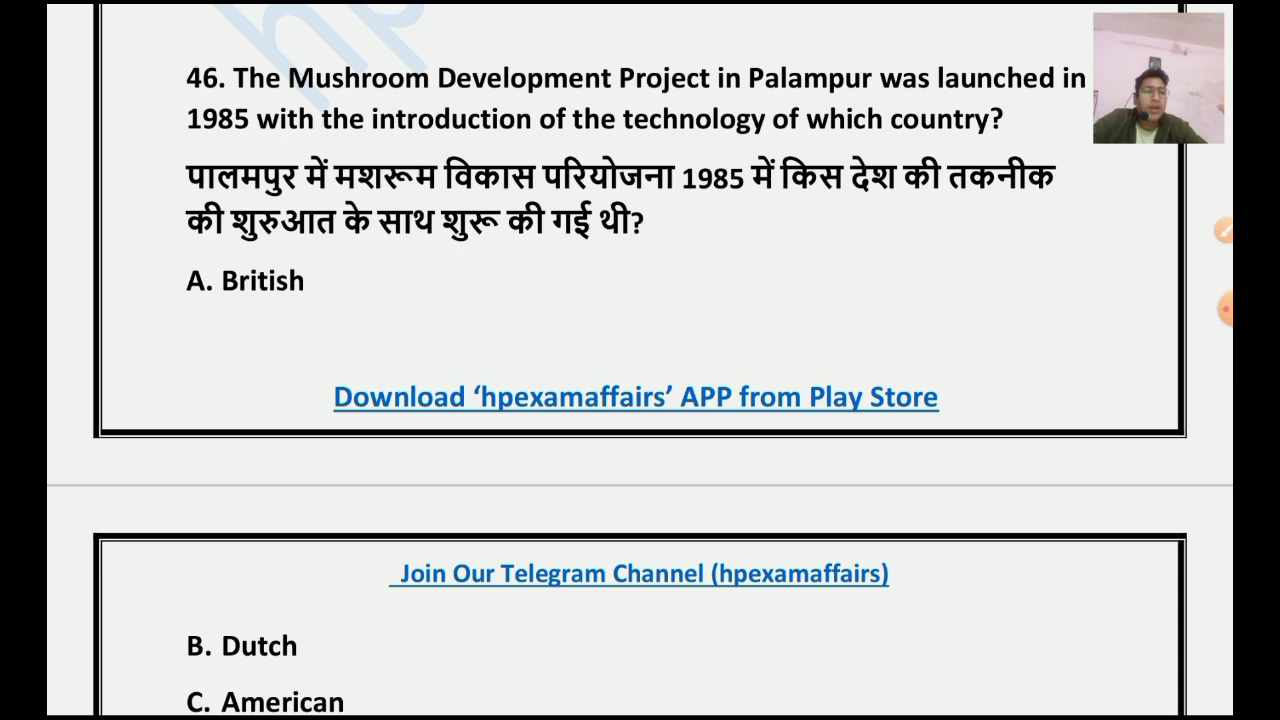 46. The Mushroom Development Project in Palampur was launched in
1985 with the introduction of the technology of which country?
पालमपुर में मशरूम विकास परियोजना 1985 में किस देश की तकनीक
की शुरुआत के साथ शुरू की गई थी?
A. British
Download ‘hpexamaffairs’ APP from Play Store
Join Our Telegram Channel (hpexamaffairs)
B. Dutch
C. American